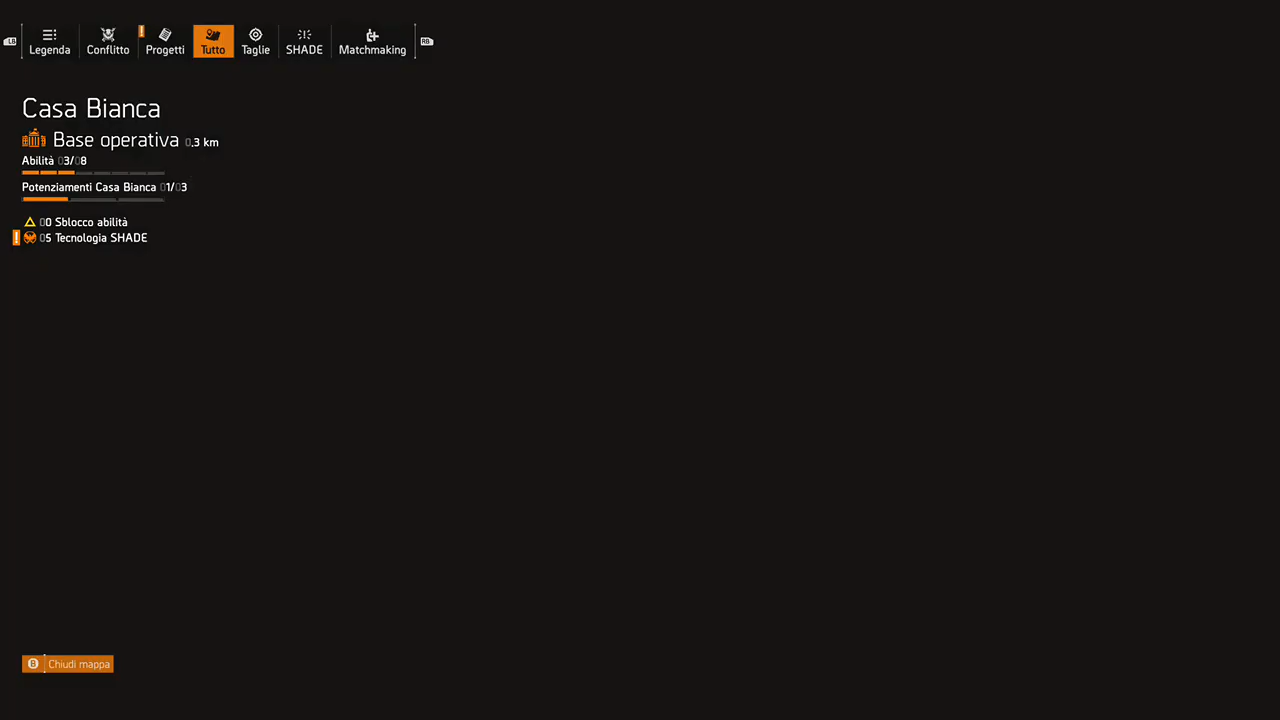 LB Legenda Conflitto ! Progetti Tutto Taglie SHADE Matchmaking RB
Casa Bianca
Base operativa 0.3 km
Abilità 03/08
Potenziamenti Casa Bianca 01/03
00 Sblocco abilità
! 05 Tecnologia SHADE
B Chiudi mappa